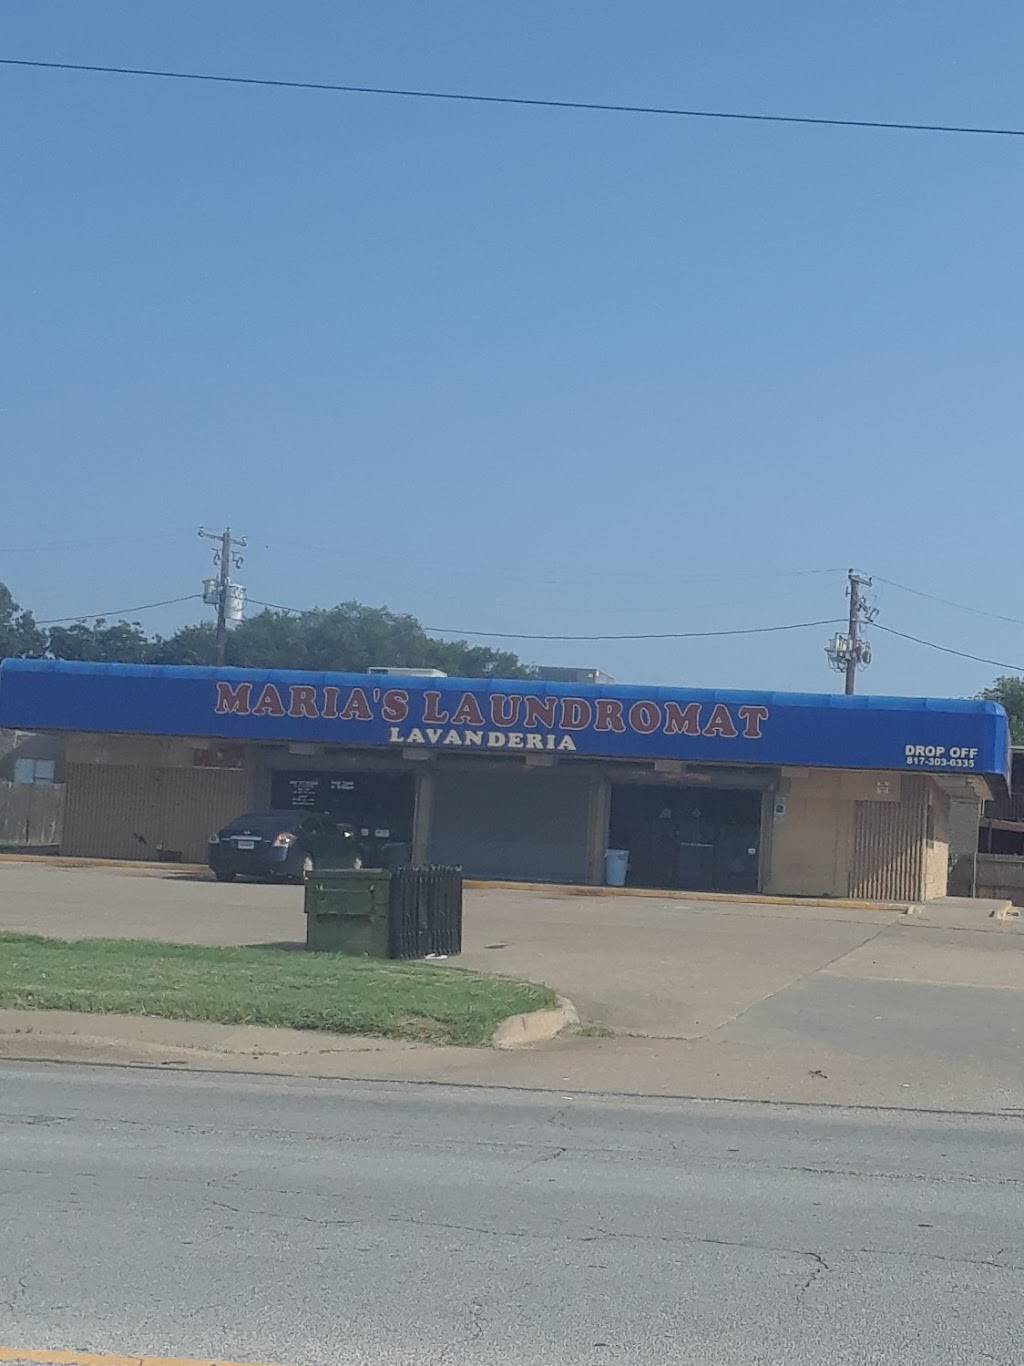 MARIA'S LAUNDROMAT
LAVANDERIA
DROP OFF
817-303-6335